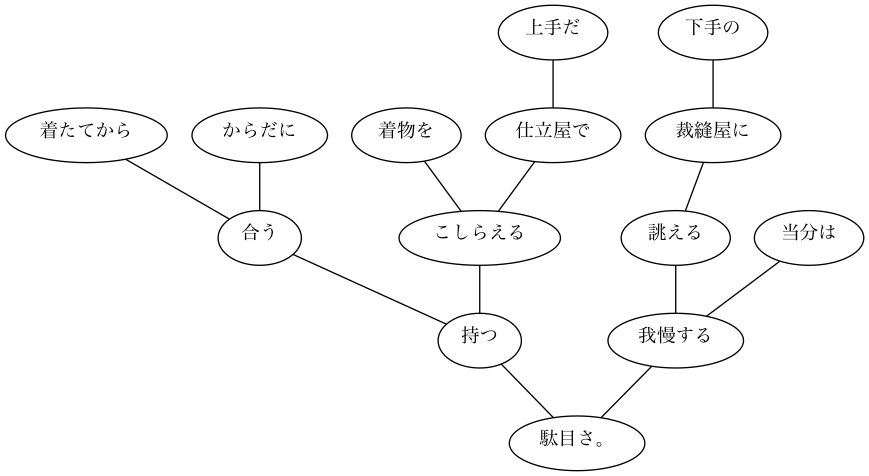 上手だ
下手の
着たてから
からだに
着物を
仕立屋で
裁縫屋に
合う
こしらえる
誂える
当分は
持つ
我慢する
駄目さ。